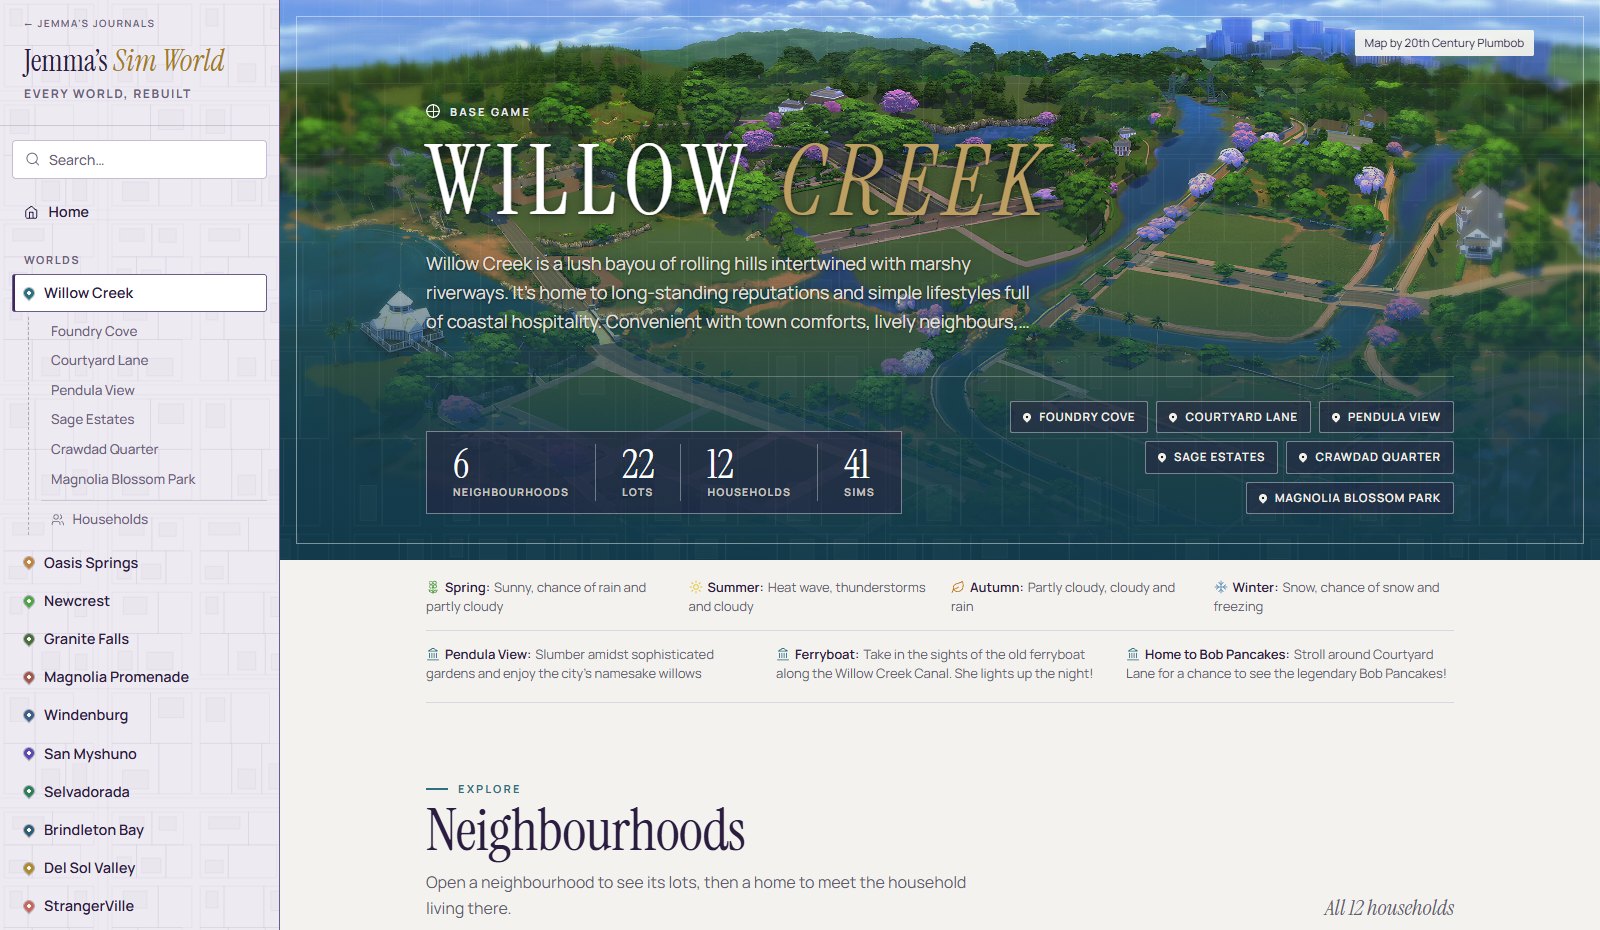 ← JEMMA'S JOURNALS
Jemma's Sim World
EVERY WORLD, REBUILT
Search...
Home
WORLDS
Willow Creek
Foundry Cove
Courtyard Lane
Pendula View
Sage Estates
Crawdad Quarter
Magnolia Blossom Park
Households
Oasis Springs
Newcrest
Granite Falls
Magnolia Promenade
Windenburg
San Myshuno
Selvadorada
Brindleton Bay
Del Sol Valley
StrangerVille
Map by 20th Century Plumbob
BASE GAME
WILLOW CREEK
Willow Creek is a lush bayou of rolling hills intertwined with marshy
riverways. It's home to long-standing reputations and simple lifestyles full
of coastal hospitality. Convenient with town comforts, lively neighbours,...
6 22 12 41
NEIGHBOURHOODS LOTS HOUSEHOLDS SIMS
FOUNDRY COVE COURTYARD LANE PENDULA VIEW
SAGE ESTATES CRAWDAD QUARTER
MAGNOLIA BLOSSOM PARK
Spring: Sunny, chance of rain and
partly cloudy
Summer: Heat wave, thunderstorms
and cloudy
Autumn: Partly cloudy, cloudy and
rain
Winter: Snow, chance of snow and
freezing
Pendula View: Slumber amidst sophisticated
gardens and enjoy the city's namesake willows
Ferryboat: Take in the sights of the old ferryboat
along the Willow Creek Canal. She lights up the night!
Home to Bob Pancakes: Stroll around Courtyard
Lane for a chance to see the legendary Bob Pancakes!
EXPLORE
Neighbourhoods
Open a neighbourhood to see its lots, then a home to meet the household
living there.
All 12 households